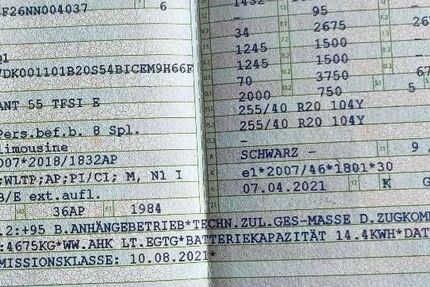 F26NN004037 6
/DK001101B20S54BICEM9H66F
ANT 55 TFSI E
Pers.bef.b. 8 Spl.
limousine
007*2018/1832AP
;WLTP;AP;PI/CI; M, N1 I
B/E ext.aufl.
36AP 1984
- 95
34 2675
1245 1500
1245 1500
70 3750
2000 750 5
255/40 R20 104Y
255/40 R20 104Y
-
SCHWARZ -
e1*2007/46*1801*30
07.04.2021 K
2:+95 B.ANHÄNGEBETRIEB*TECHN.ZUL.GES-MASSE D.ZUGKOM
:4675KG*WW.AHK LT.EGTG*BATTERIEKAPAZITÄT 14.4KWH*DAT
MISSIONSKLASSE: 10.08.2021*